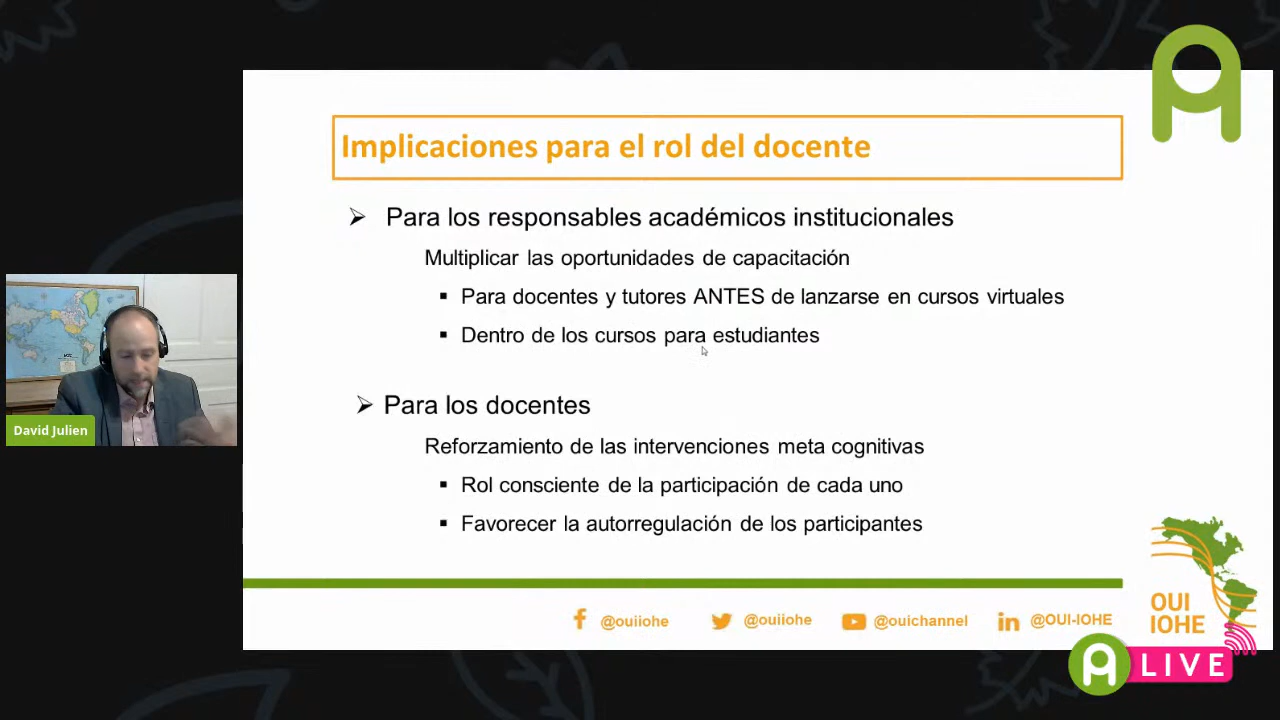 Implicaciones para el rol del docente
Para los responsables académicos institucionales
Multiplicar las oportunidades de capacitación
Para docentes y tutores ANTES de lanzarse en cursos virtuales
Dentro de los cursos para estudiantes
Para los docentes
Reforzamiento de las intervenciones meta cognitivas
Rol consciente de la participación de cada uno
Favorecer la autorregulación de los participantes
David Julien
@ouiiohe
@ouiiohe
@ouichannel
@OUI-IOHE
OUI
IOHE
LIVE